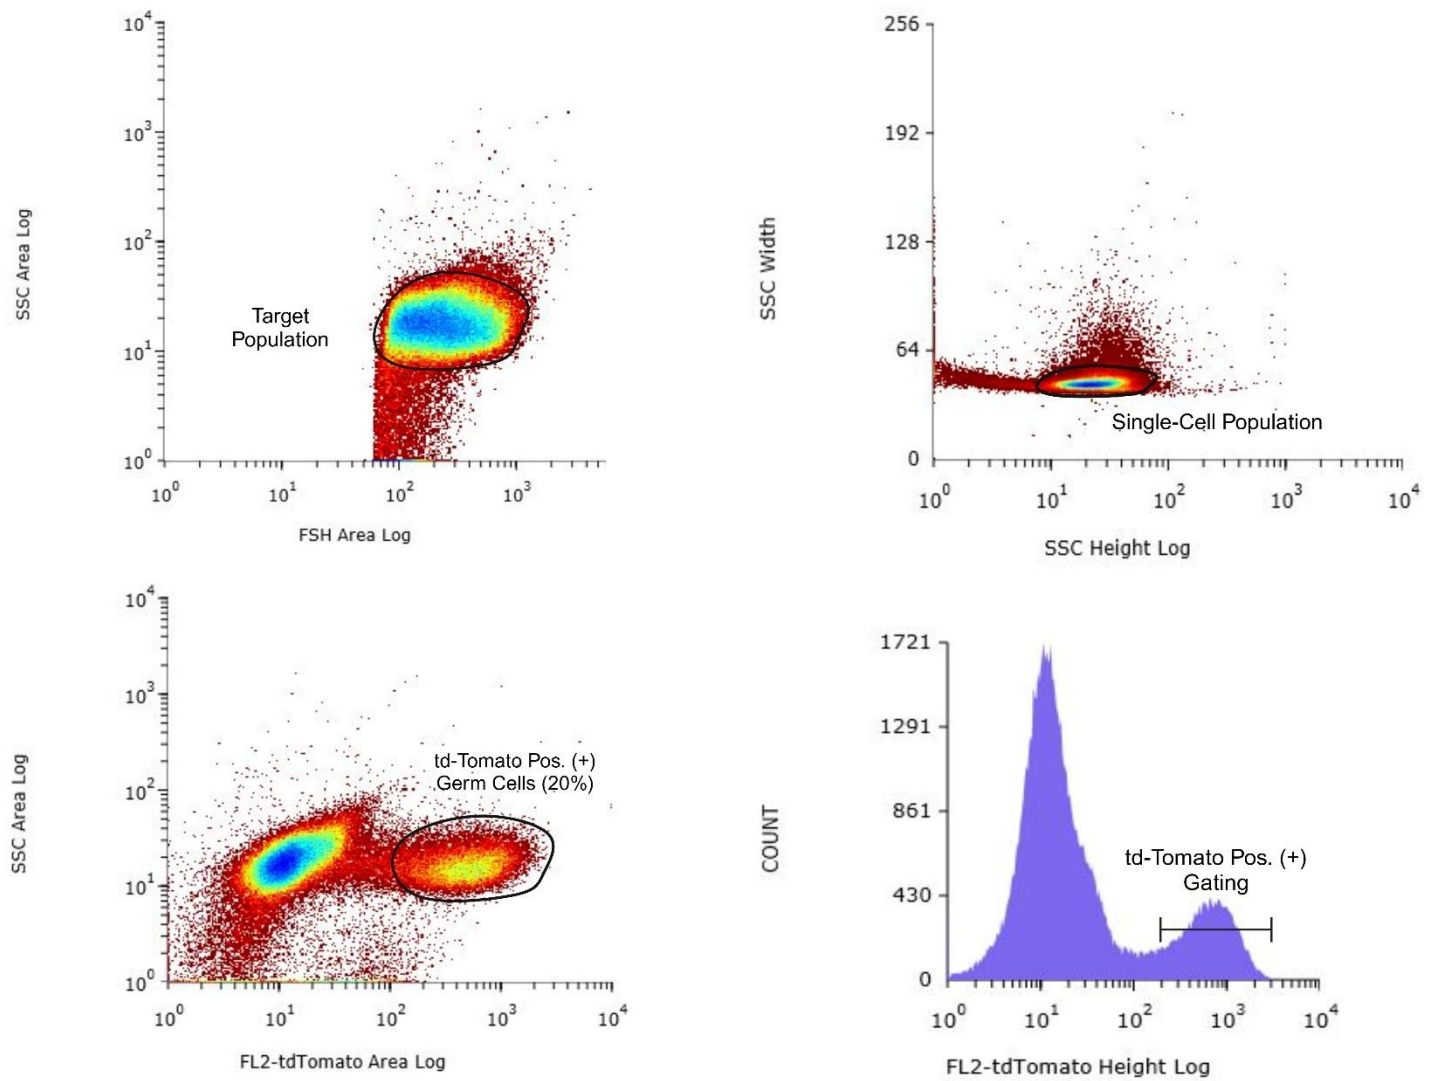 10^4
10^3
SSC Area Log
10^2
Target
Population
10^1
10^0
10^0 10^1 10^2 10^3
FSH Area Log
256
192
SSC Width
128
64
Single-Cell Population
0
10^0 10^1 10^2 10^3 10^4
SSC Height Log
10^4
10^3
td-Tomato Pos. (+)
Germ Cells (20%)
SSC Area Log
10^2
10^1
10^0
10^0 10^1 10^2 10^3 10^4
FL2-tdTomato Area Log
1721
1291
COUNT
861
td-Tomato Pos. (+)
Gating
430
0
10^0 10^1 10^2 10^3 10^4
FL2-tdTomato Height Log